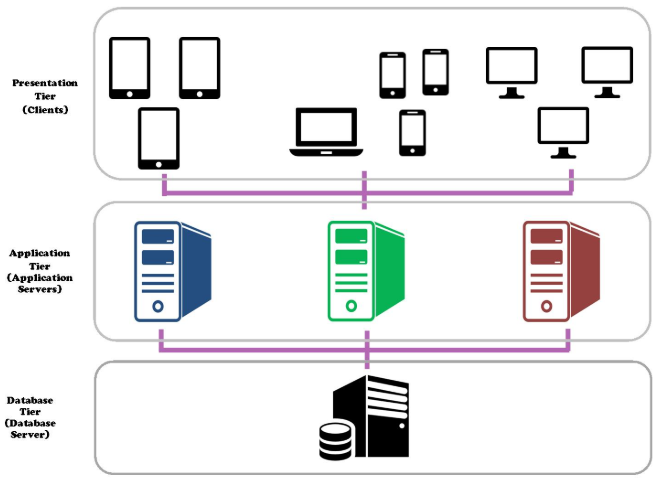 Presentation
Tier
(Clients)
Application
Tier
(Application
Servers)
Database
Tier
(Database
Server)